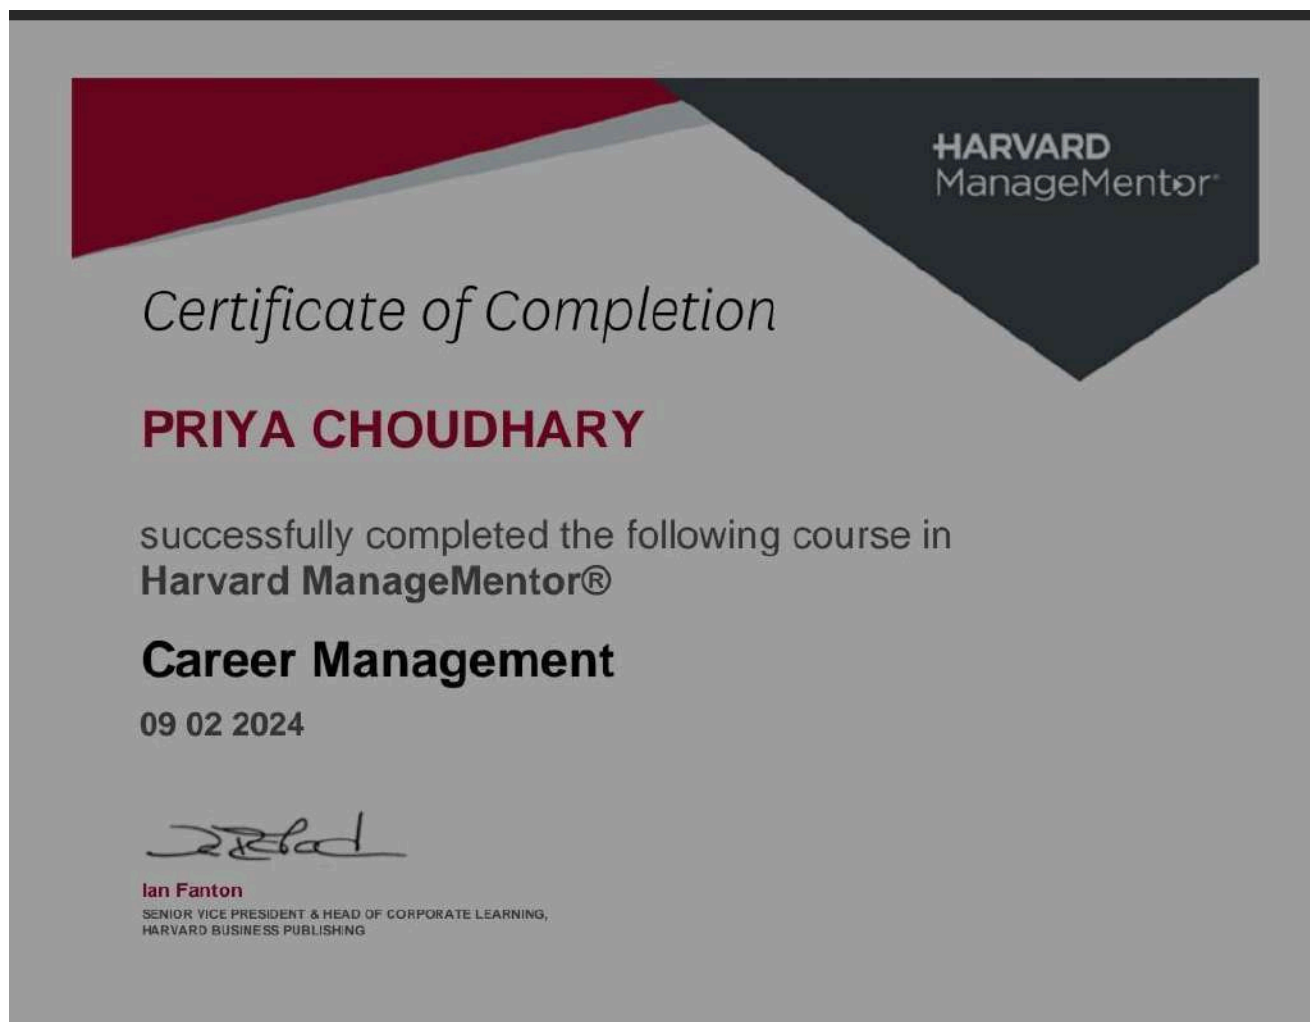 HARVARD
ManageMentor®
Certificate of Completion
PRIYA CHOUDHARY
successfully completed the following course in
Harvard ManageMentor®
Career Management
09 02 2024
Ian Fanton
SENIOR VICE PRESIDENT & HEAD OF CORPORATE LEARNING,
HARVARD BUSINESS PUBLISHING